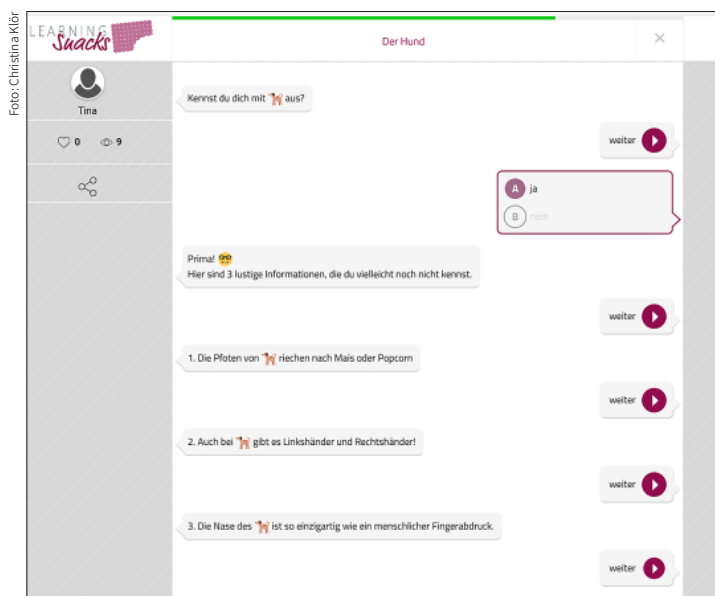 Foto: Christina Klör
LEARNING
Snacks
Der Hund
Tina
0 9
Kennst du dich mit 🐕 aus?
weiter
A ja
B nein
Prima! 🤓
Hier sind 3 lustige Informationen, die du vielleicht noch nicht kennst.
weiter
1. Die Pfoten von 🐕 riechen nach Mais oder Popcorn
weiter
2. Auch bei 🐕 gibt es Linkshänder und Rechtshänder!
weiter
3. Die Nase des 🐕 ist so einzigartig wie ein menschlicher Fingerabdruck.
weiter